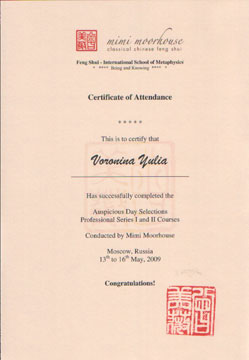 mimi moorhouse
classical chinese feng shui
Feng Shui - International School of Metaphysics
* **** Being and Knowing **** *
Certificate of Attendance
*****
This is to certify that
Voronina Yulia
Has successfully completed the
Auspicious Day Selections
Professional Series I and II Courses
Conducted by Mimi Moorhouse
Moscow, Russia
13th to 16th May, 2009
Congratulations!